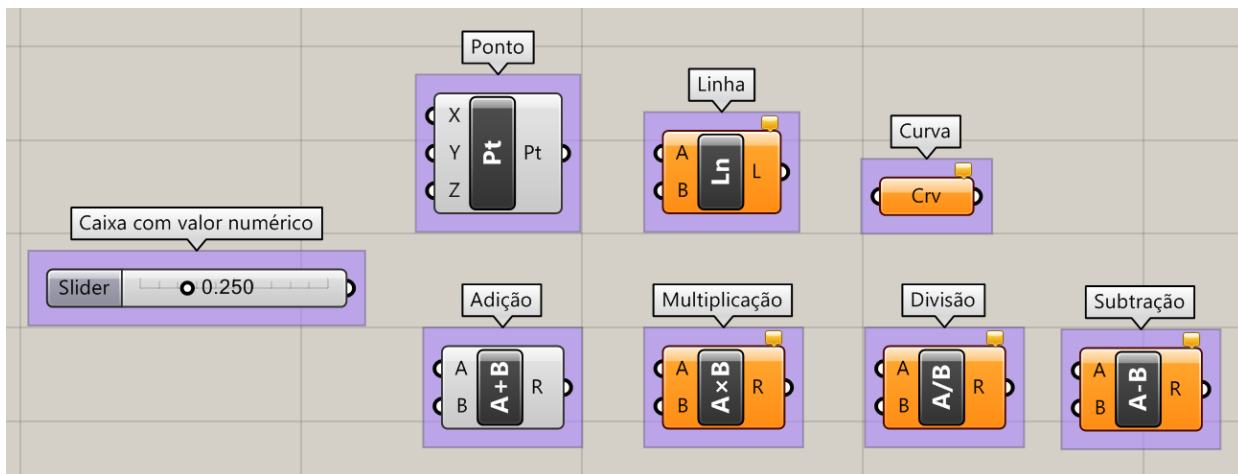 Ponto
X
Y
Z
Pt
Pt
Linha
A
B
Ln
L
Curva
Crv
Caixa com valor numérico
Slider
0.250
Adição
A
B
A+B
R
Multiplicação
A
B
A×B
R
Divisão
A
B
A/B
R
Subtração
A
B
A-B
R